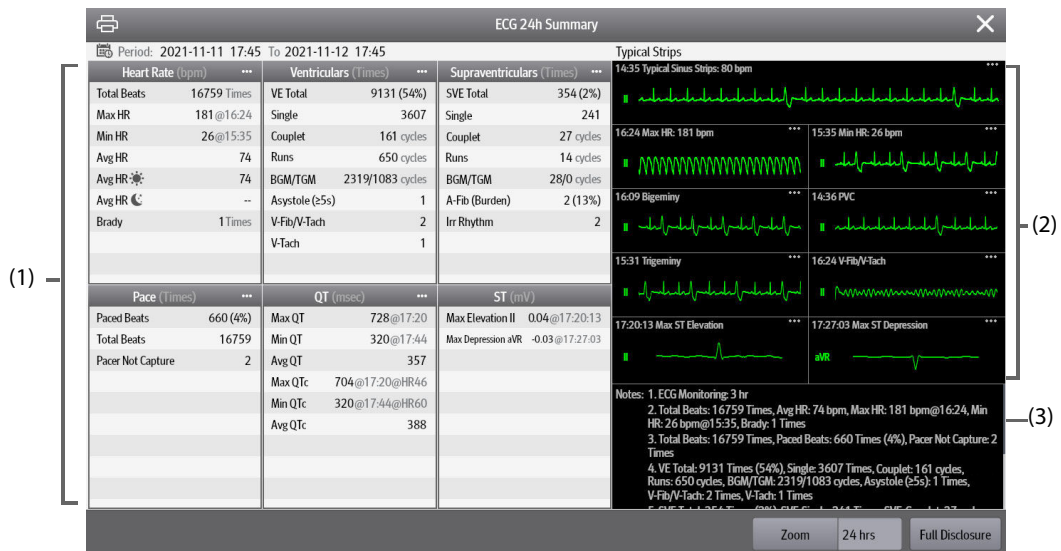 ECG 24h Summary
Period: 2021-11-11 17:45 To 2021-11-12 17:45
Typical Strips
(1)
Heart Rate (bpm) •••
Total Beats 16759 Times
Max HR 181@16:24
Min HR 26@15:35
Avg HR 74
Avg HR 74
Avg HR --
Brady 1 Times
Ventriculars (Times) •••
VE Total 9131 (54%)
Single 3607
Couplet 161 cycles
Runs 650 cycles
BGM/TGM 2319/1083 cycles
Asystole (≥5s) 1
V-Fib/V-Tach 2
V-Tach 1
Supraventriculars (Times) •••
SVE Total 354 (2%)
Single 241
Couplet 27 cycles
Runs 14 cycles
BGM/TGM 28/0 cycles
A-Fib (Burden) 2 (13%)
Irr Rhythm 2
Pace (Times) •••
Paced Beats 660 (4%)
Total Beats 16759
Pacer Not Capture 2
QT (msec) •••
Max QT 728@17:20
Min QT 320@17:44
Avg QT 357
Max QTc 704@17:20@HR46
Min QTc 320@17:44@HR60
Avg QTc 388
ST (mV)
Max Elevation II 0.04@17:20:13
Max Depression aVR -0.03@17:27:03
(2)
14:35 Typical Sinus Strips: 80 bpm •••
II
16:24 Max HR: 181 bpm •••
II
15:35 Min HR: 26 bpm •••
II
16:09 Bigeminy •••
II
14:36 PVC •••
II
15:31 Trigeminy •••
II
16:24 V-Fib/V-Tach •••
II
17:20:13 Max ST Elevation •••
II
17:27:03 Max ST Depression •••
aVR
(3)
Notes: 1. ECG Monitoring: 3 hr
2. Total Beats: 16759 Times, Avg HR: 74 bpm, Max HR: 181 bpm@16:24, Min
HR: 26 bpm@15:35, Brady: 1 Times
3. Total Beats: 16759 Times, Paced Beats: 660 Times (4%), Pacer Not Capture: 2
Times
4. VE Total: 9131 Times (54%), Single: 3607 Times, Couplet: 161 cycles,
Runs: 650 cycles, BGM/TGM: 2319/1083 cycles, Asystole (≥5s): 1 Times,
V-Fib/V-Tach: 2 Times, V-Tach: 1 Times
Zoom
24 hrs
Full Disclosure